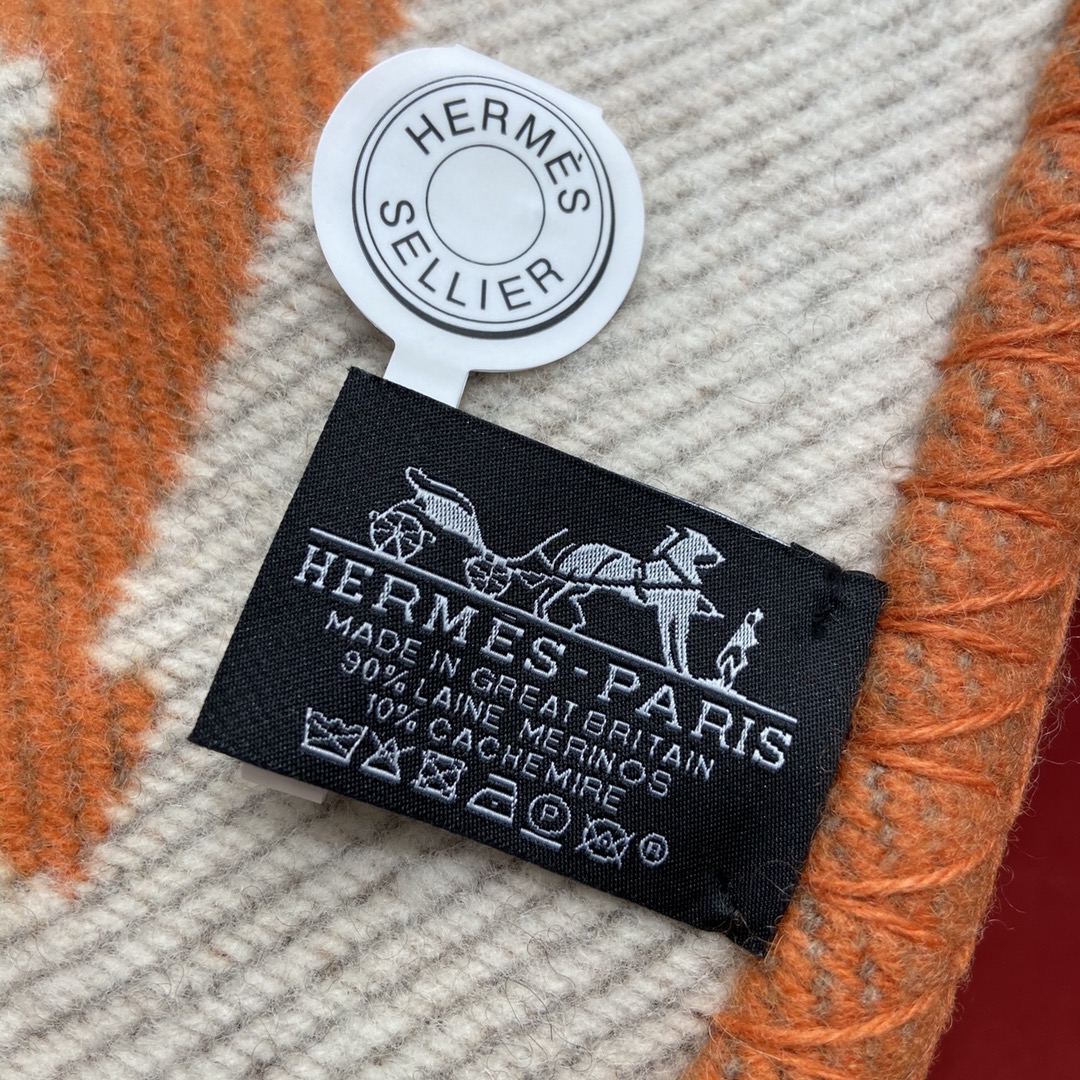 HERMÈS
SELLIER
HERMÈS-PARIS
MADE IN GREAT BRITAIN
90% LAINE MERINOS
10% CACHEMIRE
P ®